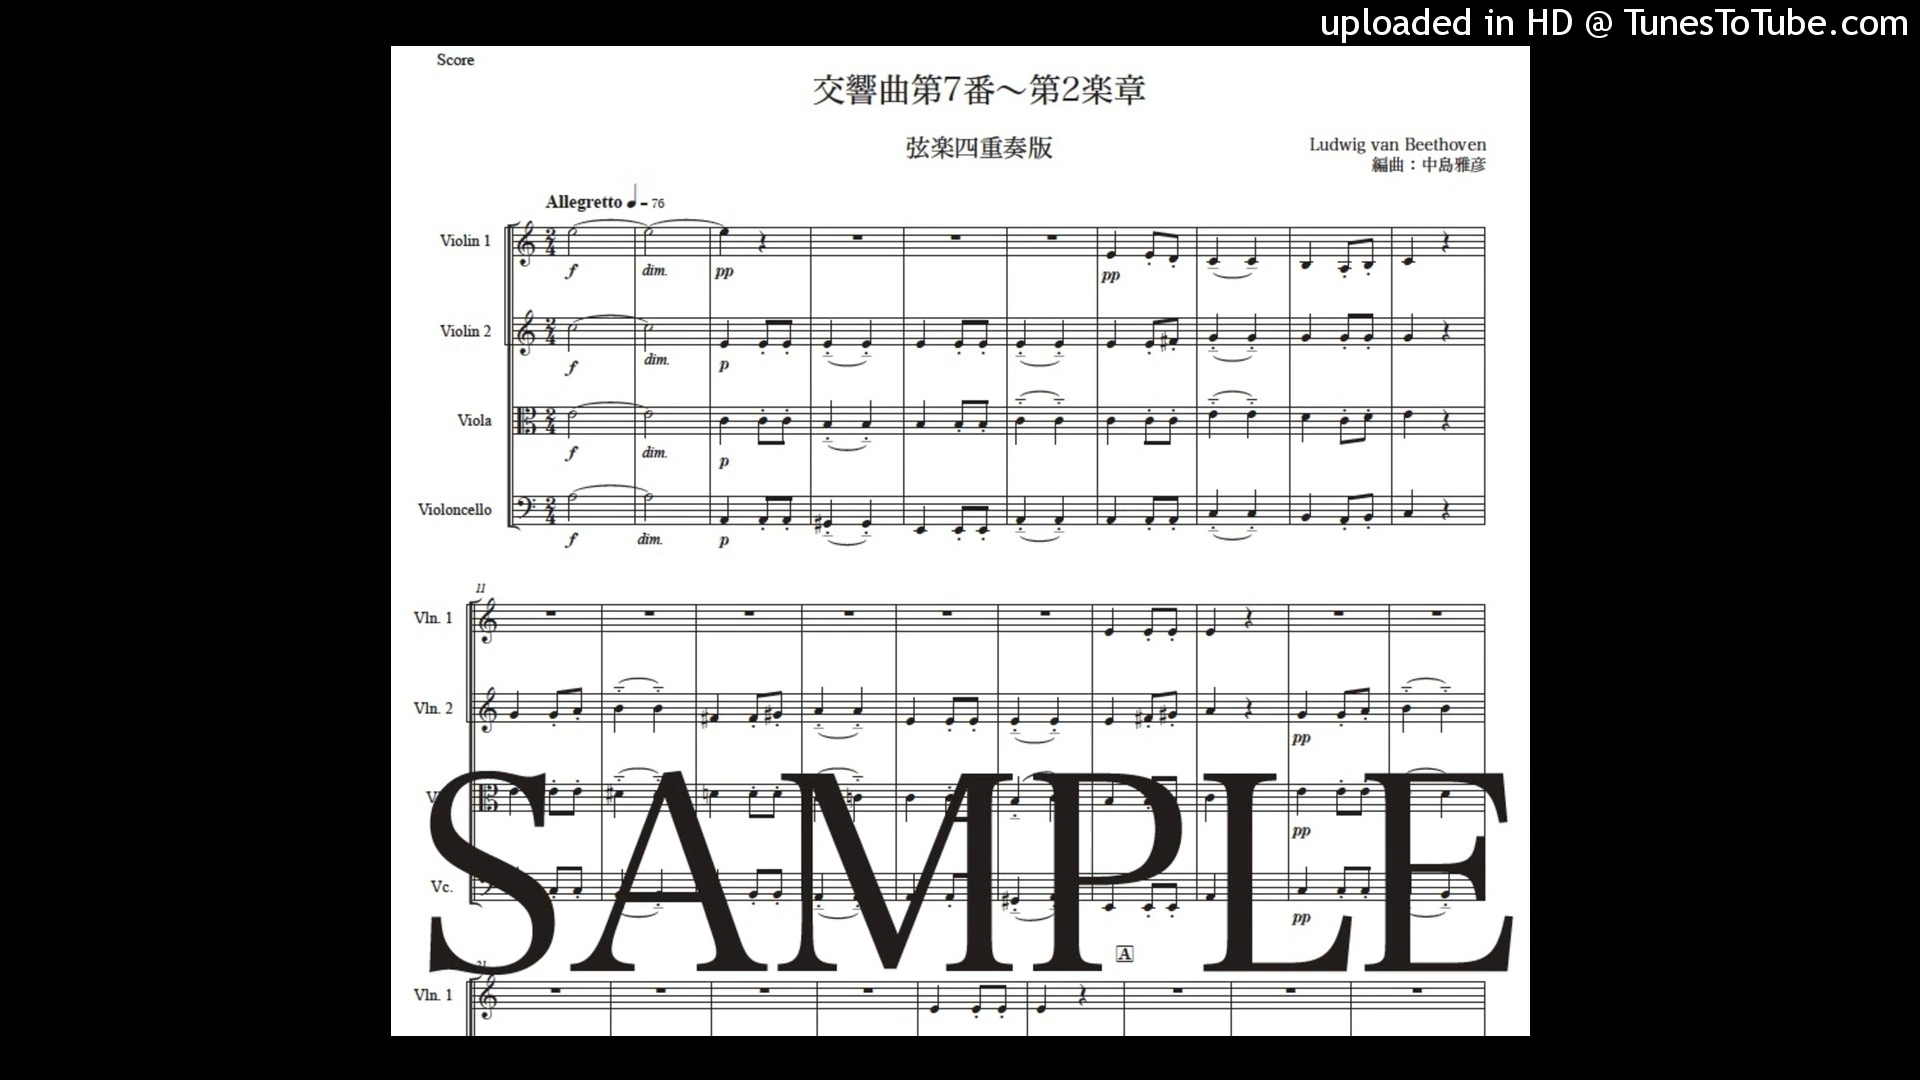 uploaded in HD @ TunesToTube.com
Score
交響曲第7番～第2楽章
弦楽四重奏版
Ludwig van Beethoven
編曲：中島雅彦
Allegretto ♩= 76
Violin 1
f dim. pp pp
Violin 2
f dim. p
Viola
f dim. p
Violoncello
f dim. p
11
Vln. 1
Vln. 2
pp
pp
Vc.
pp
SAMPLE
A
21
Vln. 1